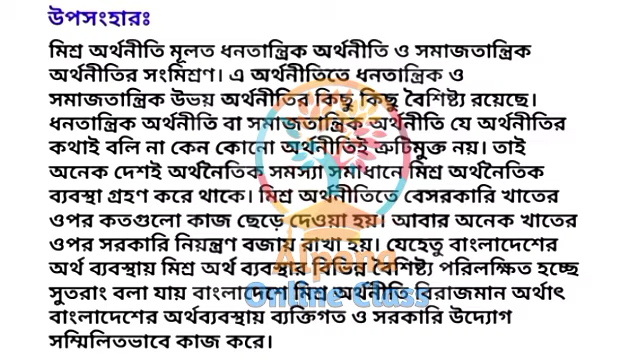 উপসংহারঃ
মিশ্র অর্থনীতি মূলত ধনতান্ত্রিক অর্থনীতি ও সমাজতান্ত্রিক
অর্থনীতির সংমিশ্রণ। এ অর্থনীতিতে ধনতান্ত্রিক ও
সমাজতান্ত্রিক উভয় অর্থনীতির কিছু কিছু বৈশিষ্ট্য রয়েছে।
ধনতান্ত্রিক অর্থনীতি বা সমাজতান্ত্রিক অর্থনীতি যে অর্থনীতির
কথাই বলি না কেন কোনো অর্থনীতিই ত্রুটিমুক্ত নয়। তাই
অনেক দেশই অর্থনৈতিক সমস্যা সমাধানে মিশ্র অর্থনৈতিক
ব্যবস্থা গ্রহণ করে থাকে। মিশ্র অর্থনীতিতে বেসরকারি খাতের
ওপর কতগুলো কাজ ছেড়ে দেওয়া হয়। আবার অনেক খাতের
ওপর সরকারি নিয়ন্ত্রণ বজায় রাখা হয়। যেহেতু বাংলাদেশের
অর্থ ব্যবস্থায় মিশ্র অর্থ ব্যবস্থার বিভিন্ন বৈশিষ্ট্য পরিলক্ষিত হচ্ছে
সুতরাং বলা যায় বাংলাদেশে মিশ্র অর্থনীতি বিরাজমান অর্থাৎ
বাংলাদেশের অর্থব্যবস্থায় ব্যক্তিগত ও সরকারি উদ্যোগ
সম্মিলিতভাবে কাজ করে।
Online Class